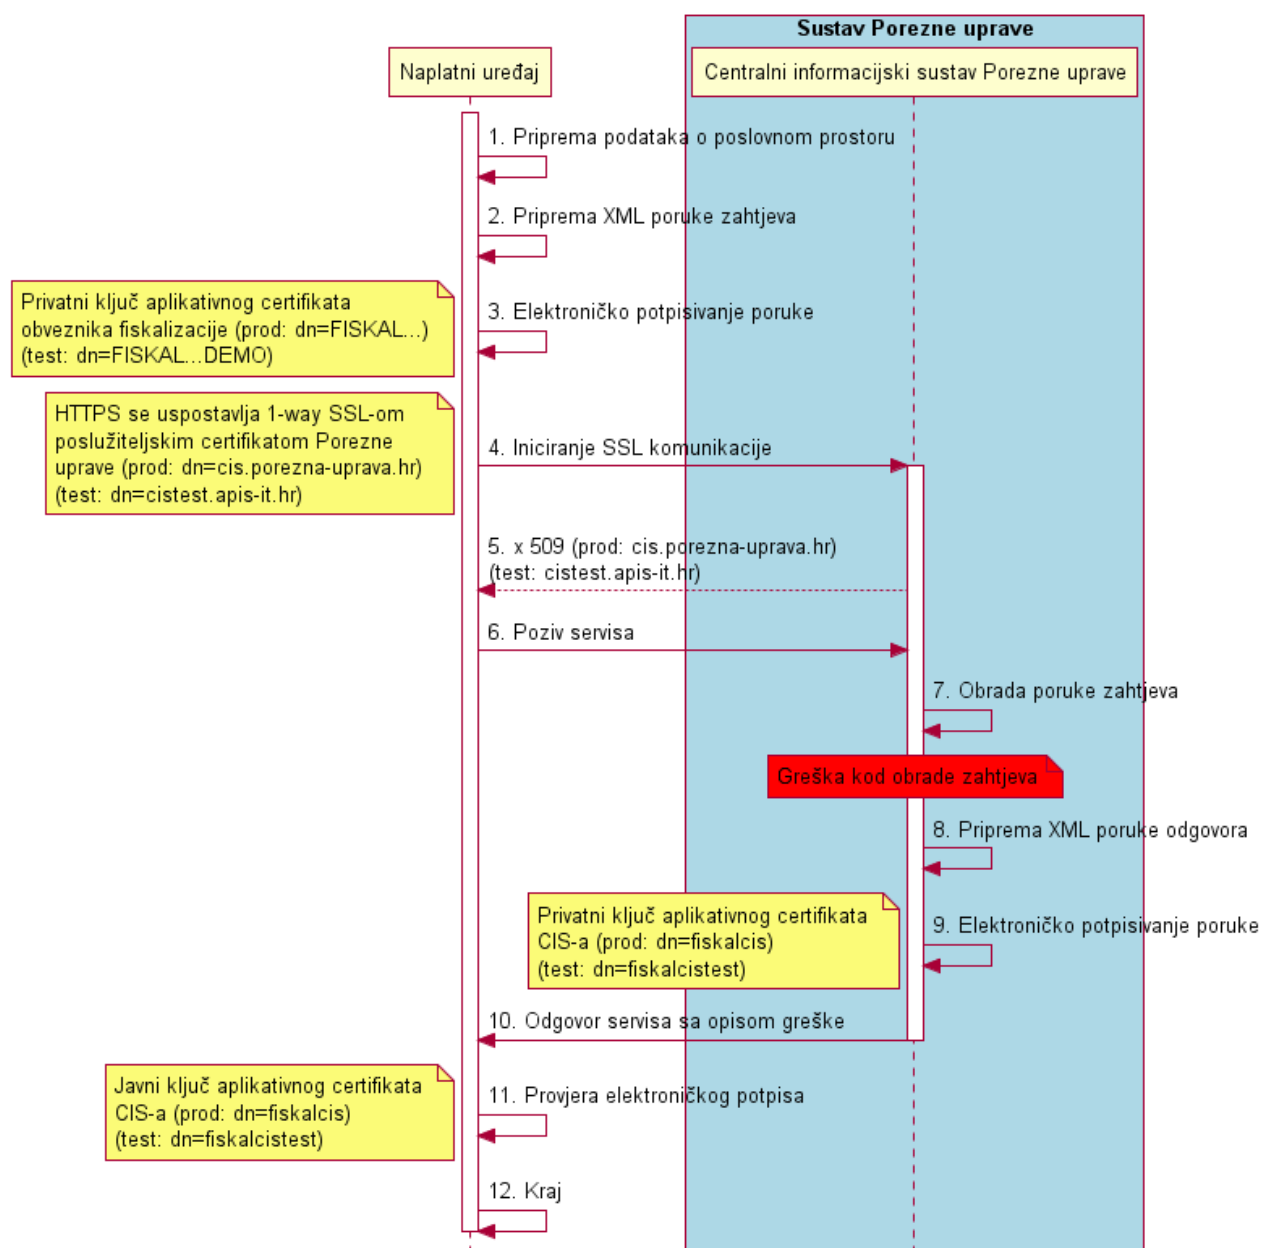 Sustav Porezne uprave
Naplatni uređaj
Centralni informacijski sustav Porezne uprave
1. Priprema podataka o poslovnom prostoru
2. Priprema XML poruke zahtjeva
Privatni ključ aplikativnog certifikata
obveznika fiskalizacije (prod: dn=FISKAL...)
(test: dn=FISKAL...DEMO)
3. Elektroničko potpisivanje poruke
HTTPS se uspostavlja 1-way SSL-om
poslužiteljskim certifikatom Porezne
uprave (prod: dn=cis.porezna-uprava.hr)
(test: dn=cistest.apis-it.hr)
4. Iniciranje SSL komunikacije
5. x 509 (prod: cis.porezna-uprava.hr)
(test: cistest.apis-it.hr)
6. Poziv servisa
7. Obrada poruke zahtjeva
Greška kod obrade zahtjeva
8. Priprema XML poruke odgovora
Privatni ključ aplikativnog certifikata
CIS-a (prod: dn=fiskalcis)
(test: dn=fiskalcistest)
9. Elektroničko potpisivanje poruke
10. Odgovor servisa sa opisom greške
Javni ključ aplikativnog certifikata
CIS-a (prod: dn=fiskalcis)
(test: dn=fiskalcistest)
11. Provjera elektroničkog potpisa
12. Kraj